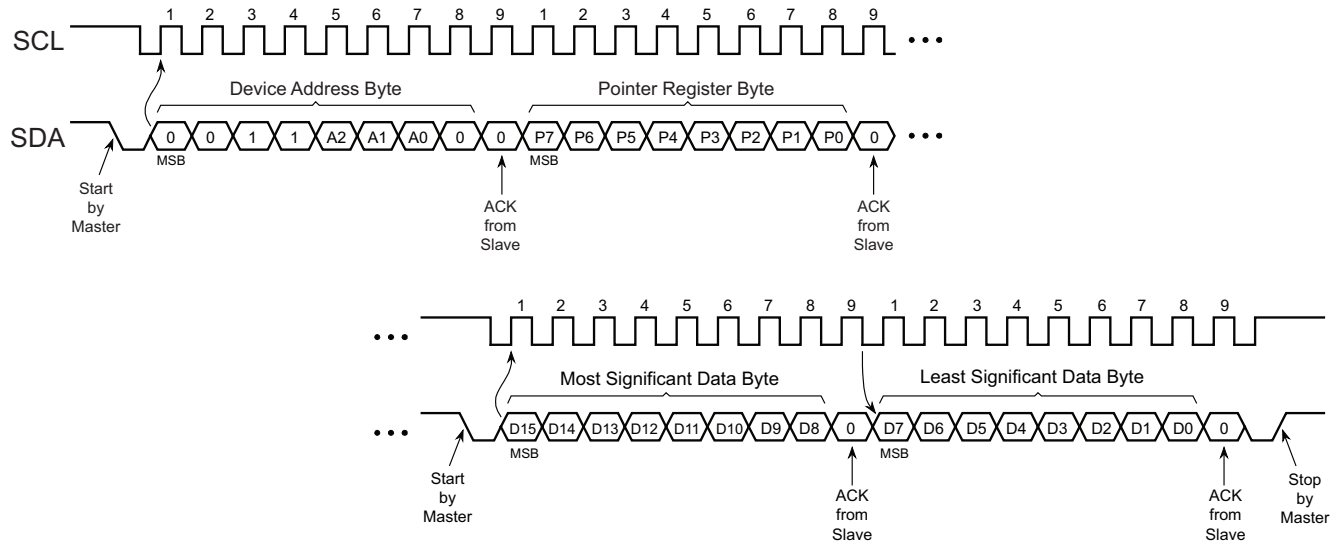 1 2 3 4 5 6 7 8 9 1 2 3 4 5 6 7 8 9
SCL
Device Address Byte Pointer Register Byte
SDA 0 0 1 1 A2 A1 A0 0 0 P7 P6 P5 P4 P3 P2 P1 P0 0
MSB MSB
Start
by
Master
ACK
from
Slave
ACK
from
Slave
1 2 3 4 5 6 7 8 9 1 2 3 4 5 6 7 8 9
Most Significant Data Byte Least Significant Data Byte
D15 D14 D13 D12 D11 D10 D9 D8 0 D7 D6 D5 D4 D3 D2 D1 D0 0
MSB MSB
Start
by
Master
ACK
from
Slave
ACK
from
Slave
Stop
by
Master